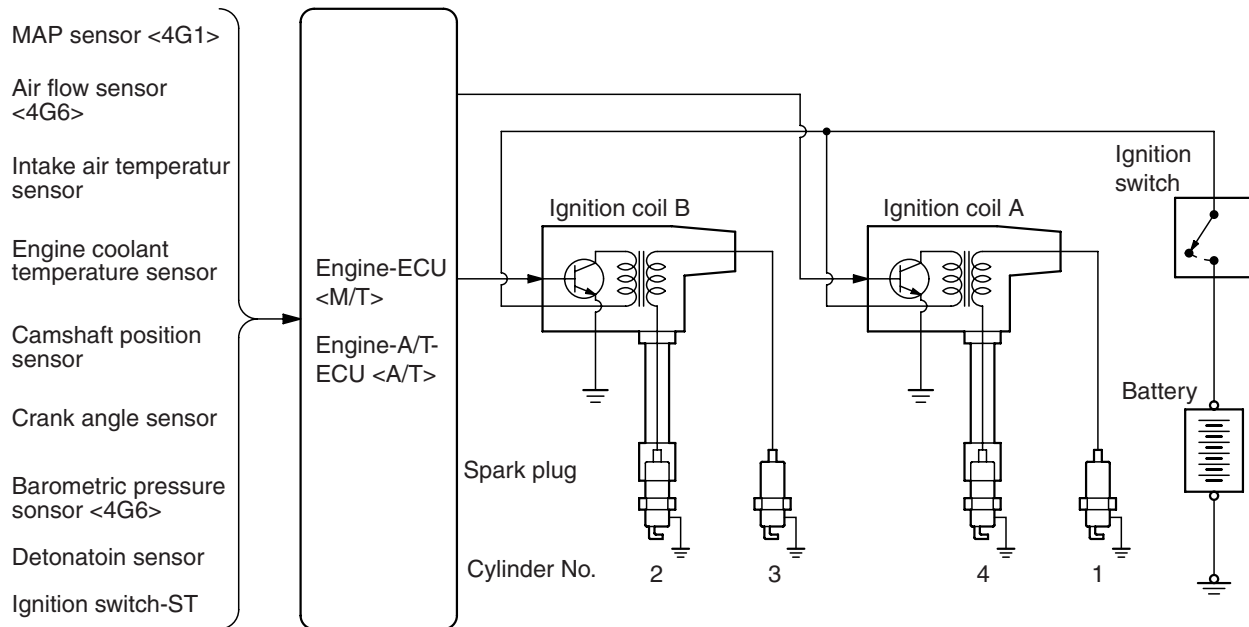 MAP sensor <4G1>
Air flow sensor
<4G6>
Intake air temperatur
sensor
Engine coolant
temperature sensor
Camshaft position
sensor
Crank angle sensor
Barometric pressure
sonsor <4G6>
Detonatoin sensor
Ignition switch-ST
Engine-ECU
<M/T>
Engine-A/T-
ECU <A/T>
Ignition coil B
Ignition coil A
Ignition
switch
Battery
Spark plug
Cylinder No. 2 3 4 1